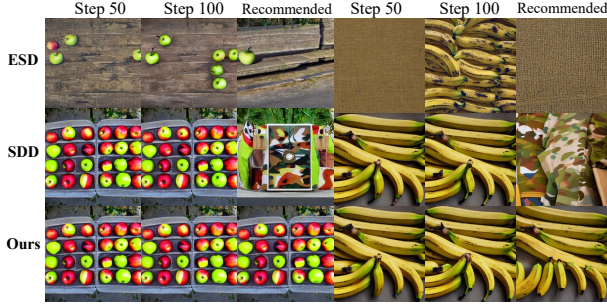 Step 50 Step 100 Recommended Step 50 Step 100 Recommended
ESD
SDD
Ours